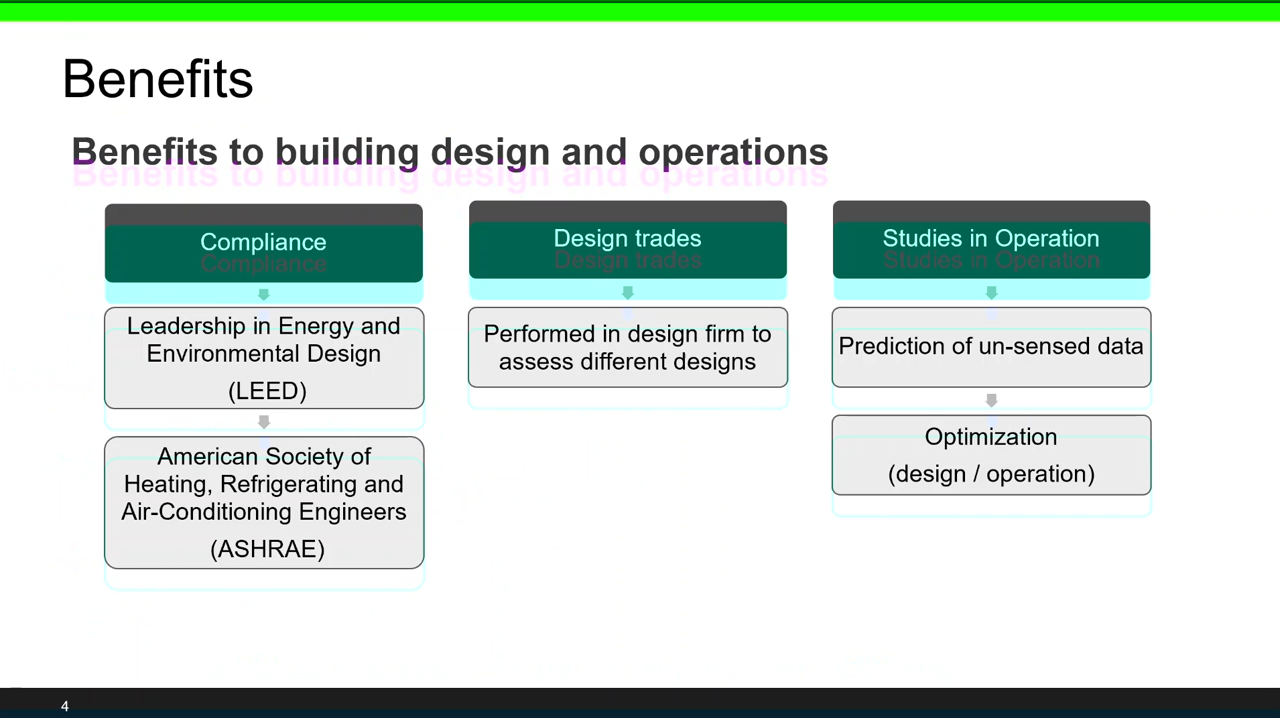 Benefits
Benefits to building design and operations
Compliance
Leadership in Energy and
Environmental Design
(LEED)
American Society of
Heating, Refrigerating and
Air-Conditioning Engineers
(ASHRAE)
Design trades
Performed in design firm to
assess different designs
Studies in Operation
Prediction of un-sensed data
Optimization
(design / operation)
4